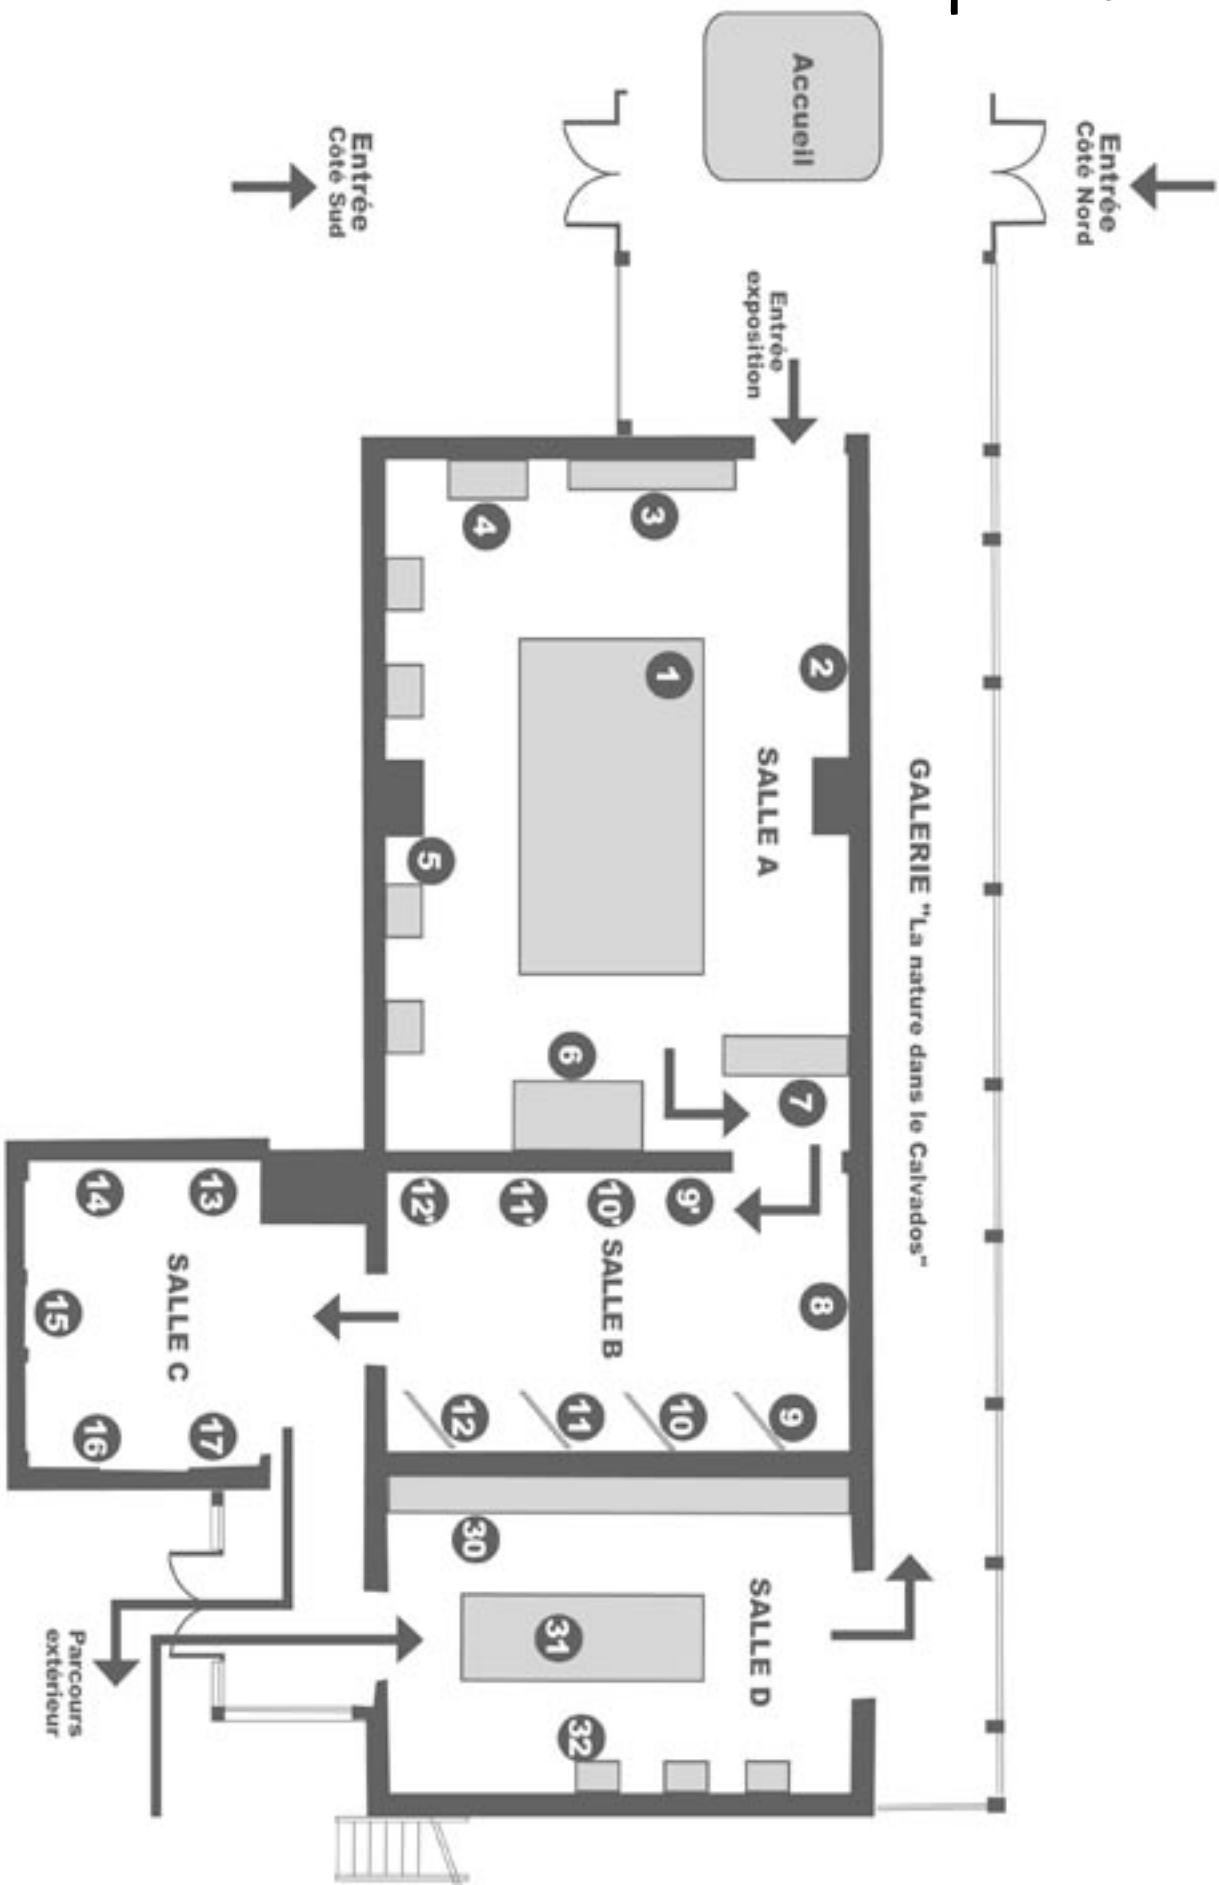 Accueil
Entrée
Côté Nord
Entrée
Côté Sud
Entrée
exposition
GALERIE "La nature dans le Calvados"
SALLE A
1
2
3
4
5
6
7
SALLE B
8
9
10
11
12
9'
10'
11'
12'
SALLE C
13
14
15
16
17
SALLE D
30
31
32
Parcours
extérieur